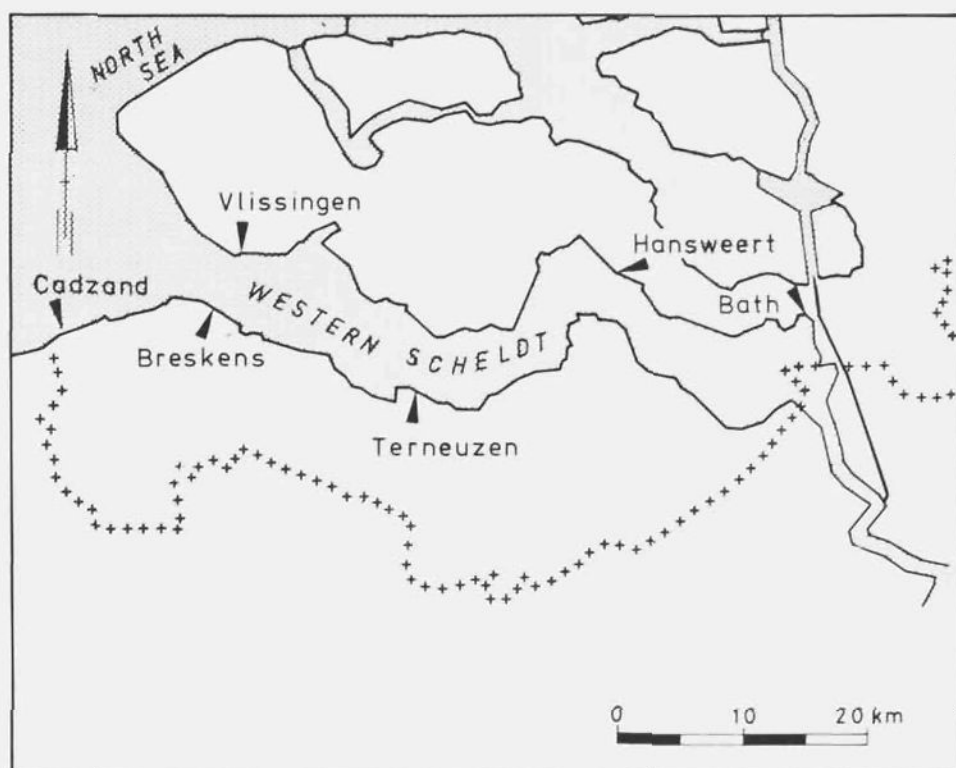 NORTH
SEA
Vlissingen
Hansweert
Cadzand
WESTERN SCHELDT
Bath
Breskens
Terneuzen
0 10 20 km